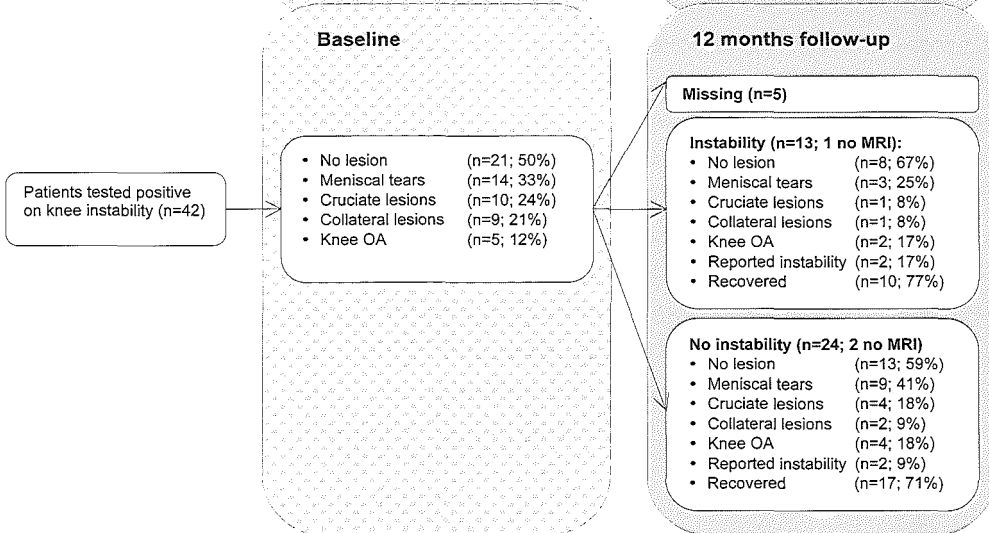 Baseline
12 months follow-up
Patients tested positive
on knee instability (n=42)
• No lesion (n=21; 50%)
• Meniscal tears (n=14; 33%)
• Cruciate lesions (n=10; 24%)
• Collateral lesions (n=9; 21%)
• Knee OA (n=5; 12%)
Missing (n=5)
Instability (n=13; 1 no MRI):
• No lesion (n=8; 67%)
• Meniscal tears (n=3; 25%)
• Cruciate lesions (n=1; 8%)
• Collateral lesions (n=1; 8%)
• Knee OA (n=2; 17%)
• Reported instability (n=2; 17%)
• Recovered (n=10; 77%)
No instability (n=24; 2 no MRI)
• No lesion (n=13; 59%)
• Meniscal tears (n=9; 41%)
• Cruciate lesions (n=4; 18%)
• Collateral lesions (n=2; 9%)
• Knee OA (n=4; 18%)
• Reported instability (n=2; 9%)
• Recovered (n=17; 71%)